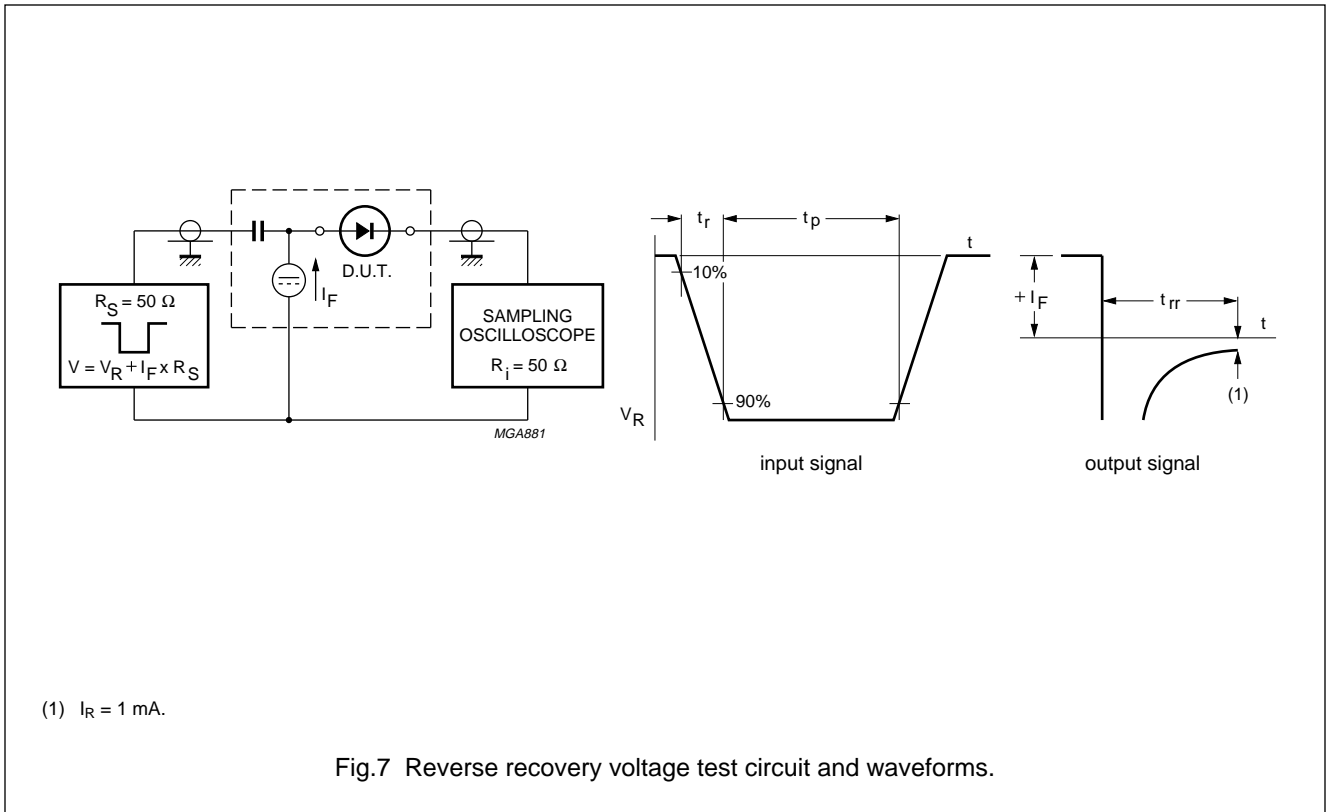 D.U.T.
I_F
R_S = 50 Ω
V = V_R + I_F x R_S
SAMPLING
OSCILLOSCOPE
R_i = 50 Ω
MGA881
t_r
t_p
t
10%
90%
V_R
input signal
+ I_F
t_rr
t
(1)
output signal
(1) I_R = 1 mA.
Fig.7 Reverse recovery voltage test circuit and waveforms.